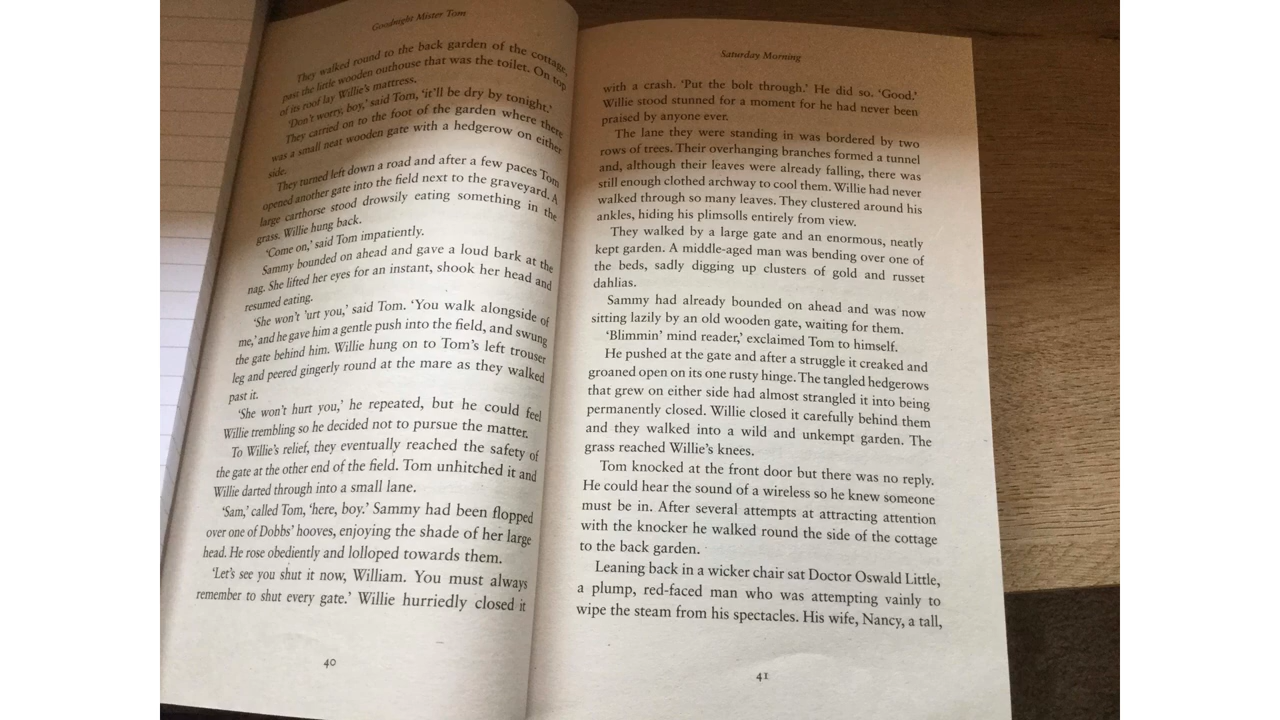 Goodnight Mister Tom
They walked round to the back garden of the cottage,
past the little wooden outhouse that was the toilet. On top
of its roof lay Willie's mattress.
'Don't worry, boy,' said Tom, 'it'll be dry by tonight.'
They carried on to the foot of the garden where there
was a small neat wooden gate with a hedgerow on either
side.
They turned left down a road and after a few paces Tom
opened another gate into the field next to the graveyard. A
large carthorse stood drowsily eating something in the
grass. Willie hung back.
'Come on,' said Tom impatiently.
Sammy bounded on ahead and gave a loud bark at the
nag. She lifted her eyes for an instant, shook her head and
resumed eating.
'She won't 'urt you,' said Tom. 'You walk alongside of
me,' and he gave him a gentle push into the field, and swung
the gate behind him. Willie hung on to Tom's left trouser
leg and peered gingerly round at the mare as they walked
past it.
'She won't hurt you,' he repeated, but he could feel
Willie trembling so he decided not to pursue the matter.
To Willie's relief, they eventually reached the safety of
the gate at the other end of the field. Tom unhitched it and
Willie darted through into a small lane.
'Sam,' called Tom, 'here, boy.' Sammy had been flopped
over one of Dobbs' hooves, enjoying the shade of her large
head. He rose obediently and lolloped towards them.
'Let's see you shut it now, William. You must always
remember to shut every gate.' Willie hurriedly closed it
40
Saturday Morning
with a crash. 'Put the bolt through.' He did so. 'Good.'
Willie stood stunned for a moment for he had never been
praised by anyone ever.
The lane they were standing in was bordered by two
rows of trees. Their overhanging branches formed a tunnel
and, although their leaves were already falling, there was
still enough clothed archway to cool them. Willie had never
walked through so many leaves. They clustered around his
ankles, hiding his plimsolls entirely from view.
They walked by a large gate and an enormous, neatly
kept garden. A middle-aged man was bending over one of
the beds, sadly digging up clusters of gold and russet
dahlias.
Sammy had already bounded on ahead and was now
sitting lazily by an old wooden gate, waiting for them.
'Blimmin' mind reader,' exclaimed Tom to himself.
He pushed at the gate and after a struggle it creaked and
groaned open on its one rusty hinge. The tangled hedgerows
that grew on either side had almost strangled it into being
permanently closed. Willie closed it carefully behind them
and they walked into a wild and unkempt garden. The
grass reached Willie's knees.
Tom knocked at the front door but there was no reply.
He could hear the sound of a wireless so he knew someone
must be in. After several attempts at attracting attention
with the knocker he walked round the side of the cottage
to the back garden.
Leaning back in a wicker chair sat Doctor Oswald Little,
a plump, red-faced man who was attempting vainly to
wipe the steam from his spectacles. His wife, Nancy, a tall,
41